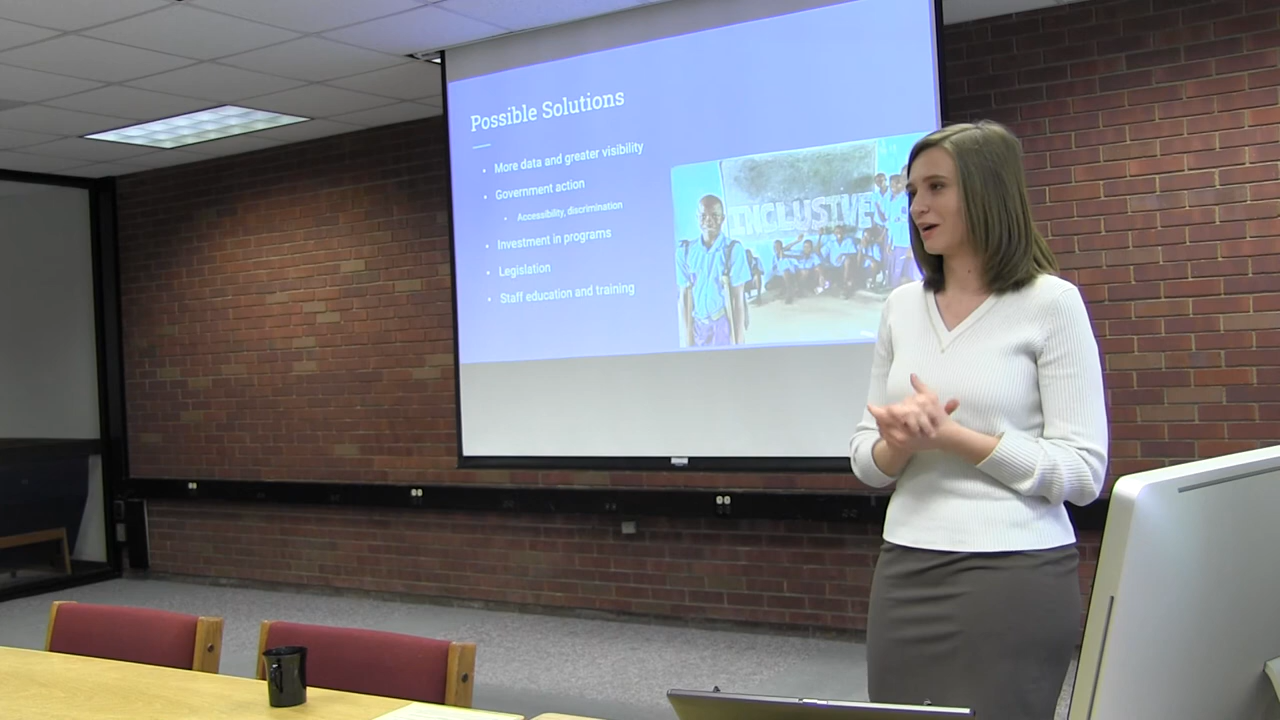 Possible Solutions
More data and greater visibility
Government action
Accessibility, discrimination
Investment in programs
Legislation
Staff education and training
INCLUSIVE